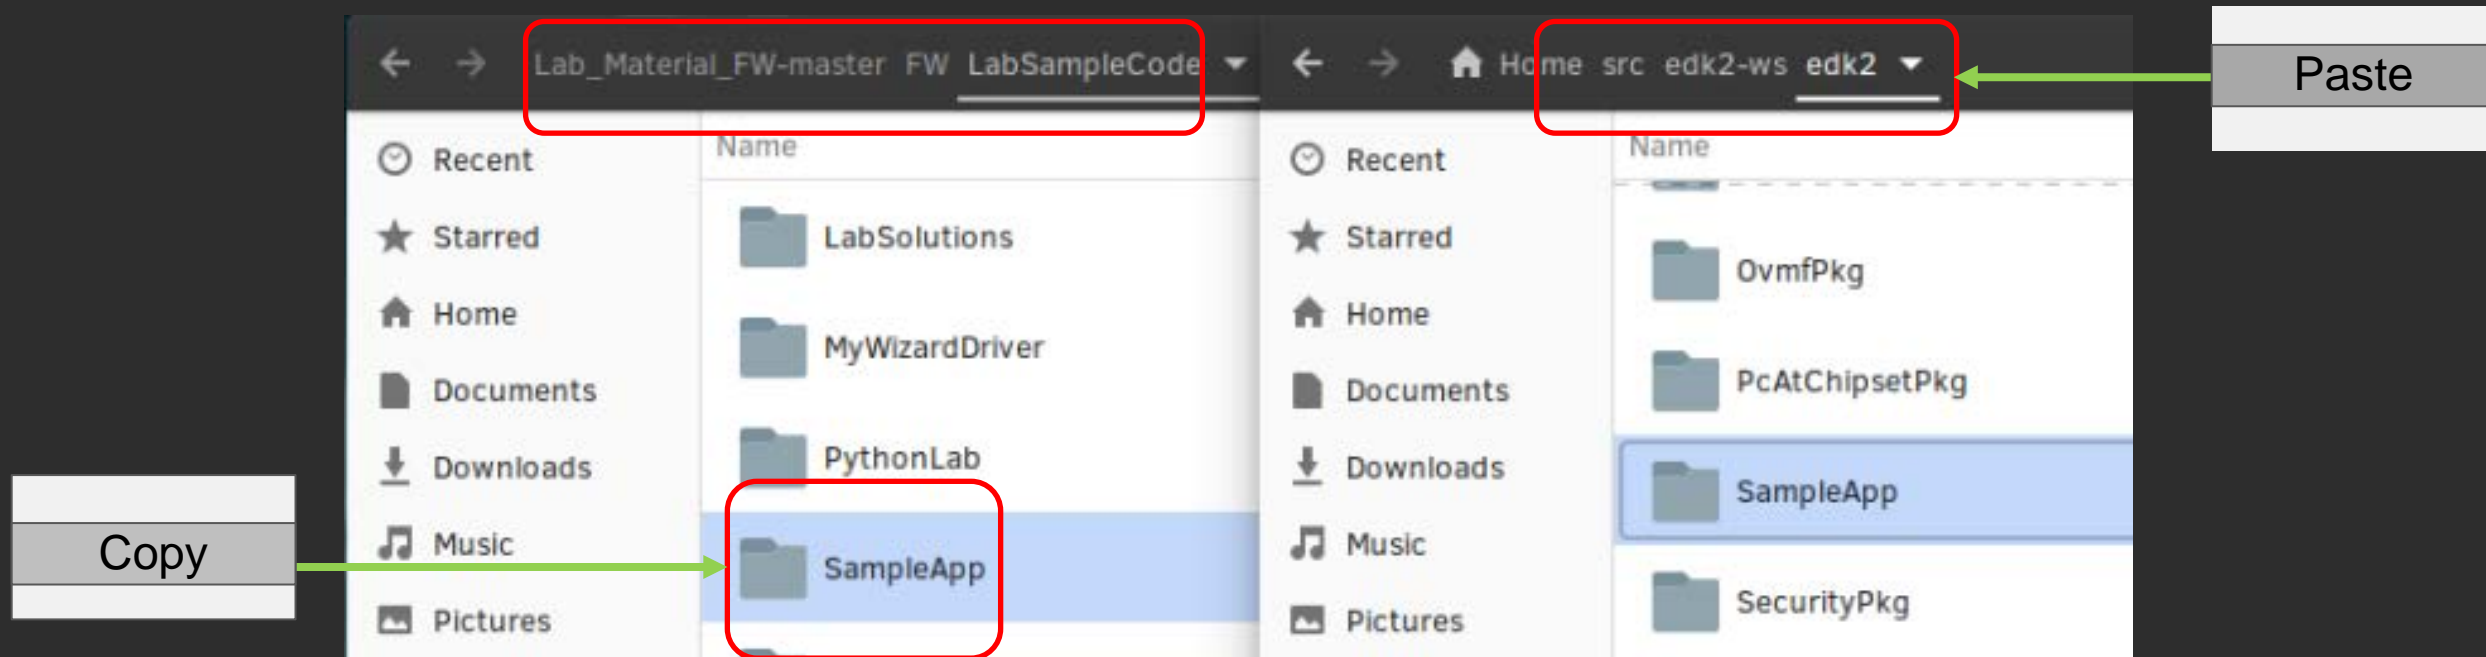 Copy
Lab_Material_FW-master FW LabSampleCode
Recent
Starred
Home
Documents
Downloads
Music
Pictures
Name
LabSolutions
MyWizardDriver
PythonLab
SampleApp
Home src edk2-ws edk2
Recent
Starred
Home
Documents
Downloads
Music
Pictures
Name
OvmfPkg
PcAtChipsetPkg
SampleApp
SecurityPkg
Paste